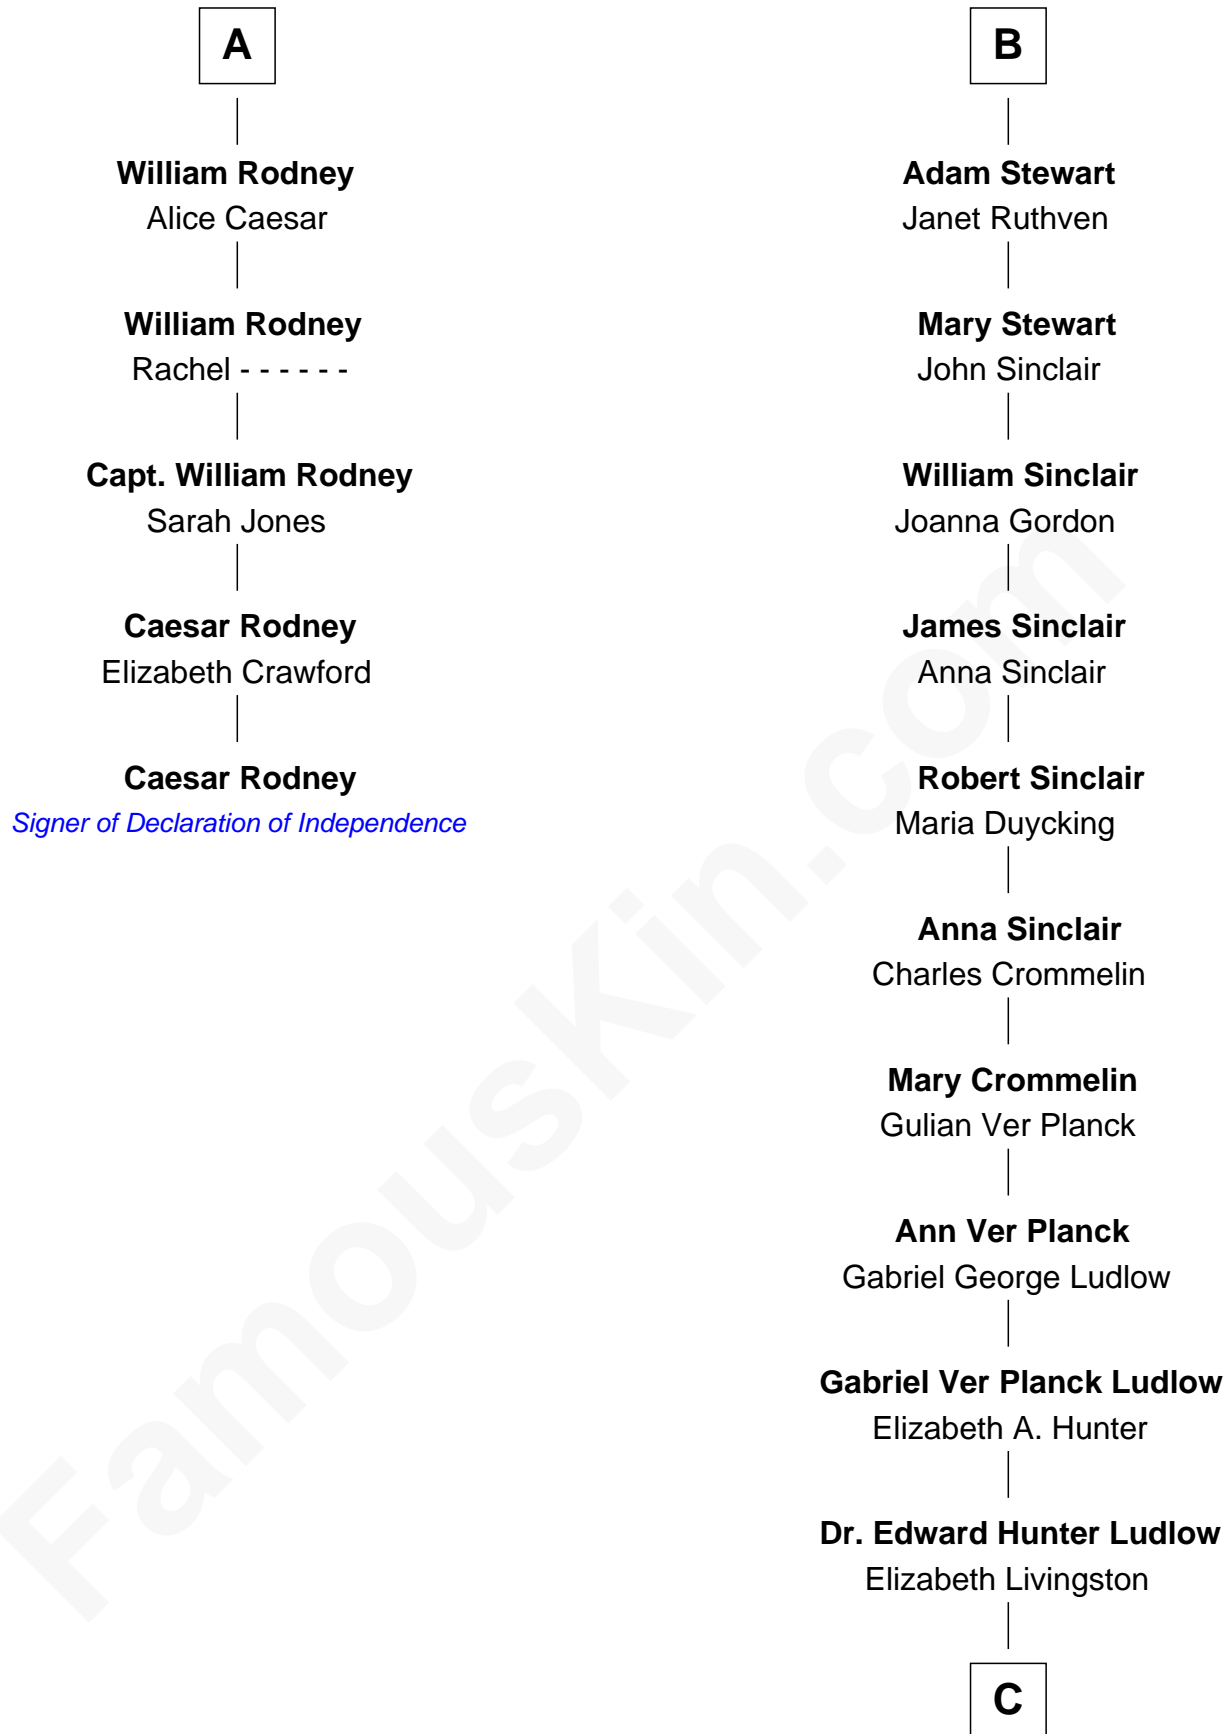 A
William Rodney
Alice Caesar
William Rodney
Rachel - - - - - -
Capt. William Rodney
Sarah Jones
Caesar Rodney
Elizabeth Crawford
Caesar Rodney
Signer of Declaration of Independence
B
Adam Stewart
Janet Ruthven
Mary Stewart
John Sinclair
William Sinclair
Joanna Gordon
James Sinclair
Anna Sinclair
Robert Sinclair
Maria Duycking
Anna Sinclair
Charles Crommelin
Mary Crommelin
Gulian Ver Planck
Ann Ver Planck
Gabriel George Ludlow
Gabriel Ver Planck Ludlow
Elizabeth A. Hunter
Dr. Edward Hunter Ludlow
Elizabeth Livingston
C
FamousKin.com